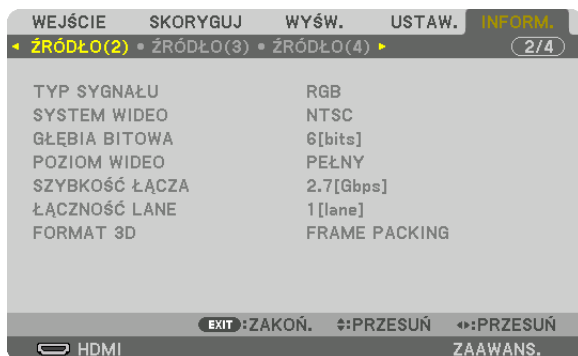 WEJŚCIE SKORYGUJ WYŚW. USTAW. INFORM.
◂ ŹRÓDŁO(2) • ŹRÓDŁO(3) • ŹRÓDŁO(4) ▸ 2/4
TYP SYGNAŁU RGB
SYSTEM WIDEO NTSC
GŁĘBIA BITOWA 6[bits]
POZIOM WIDEO PEŁNY
SZYBKOŚĆ ŁĄCZA 2.7[Gbps]
ŁĄCZNOŚĆ LANE 1[lane]
FORMAT 3D FRAME PACKING
EXIT :ZAKOŃ. ♦:PRZESUŃ ◂▸:PRZESUŃ
HDMI ZAAWANS.